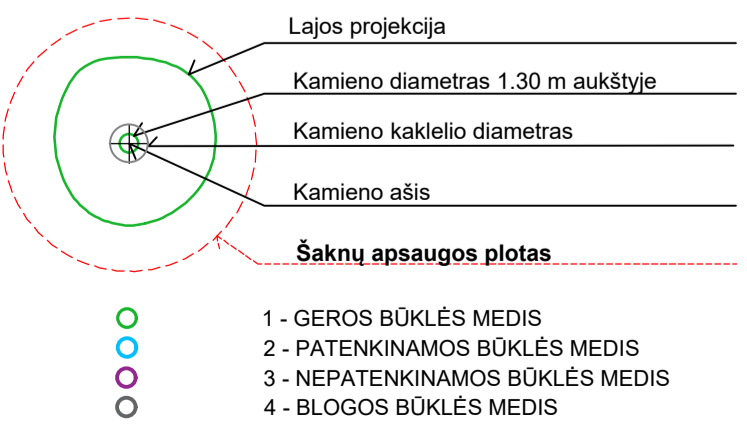 Lajos projekcija
Kamieno diametras 1.30 m aukštyje
Kamieno kaklelio diametras
Kamieno ašis
Šaknų apsaugos plotas
1 - GEROS BŪKLĖS MEDIS
2 - PATENKINAMOS BŪKLĖS MEDIS
3 - NEPATENKINAMOS BŪKLĖS MEDIS
4 - BLOGOS BŪKLĖS MEDIS